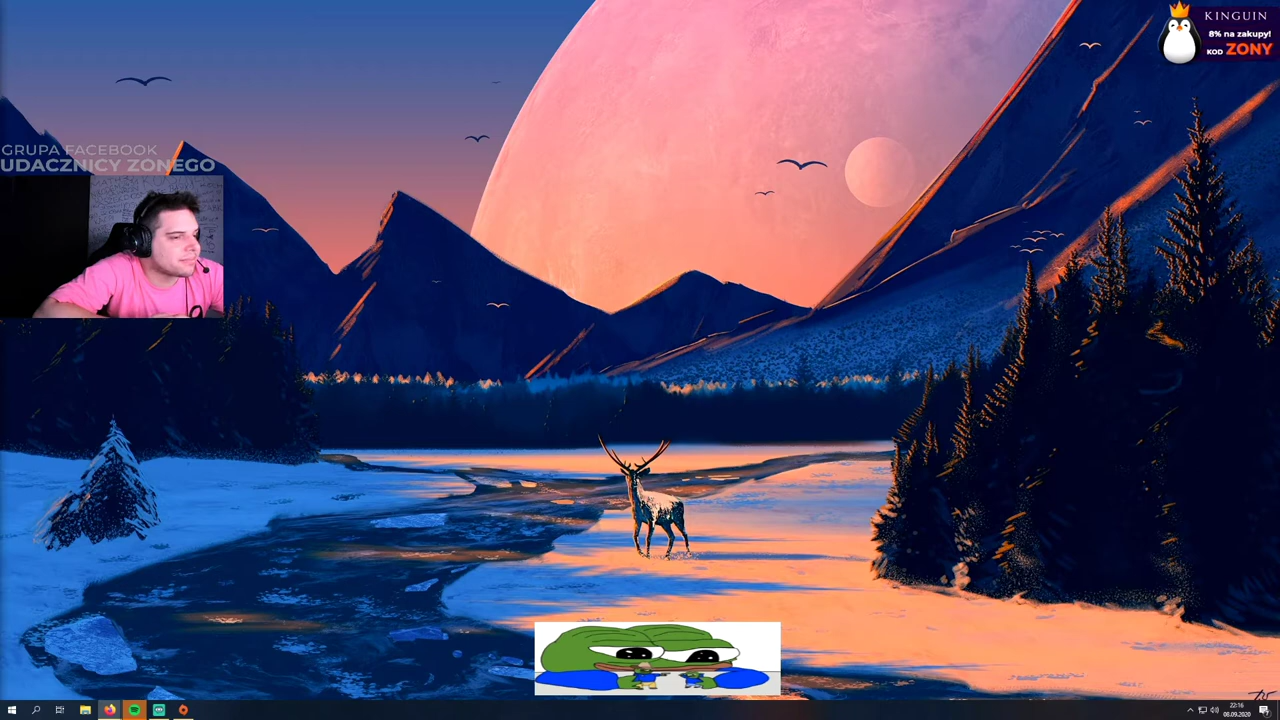 KINGUIN
8% na zakupy!
KOD ZONY
GRUPA FACEBOOK
UDACZNICY ZONEGO
22:16
08.09.2020